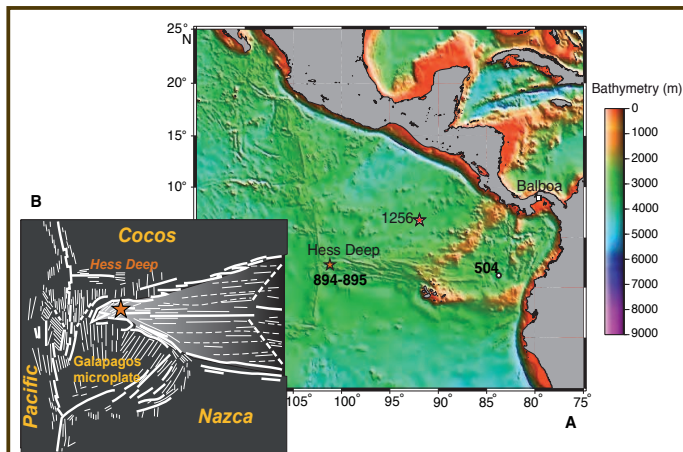 25°
N
20°
15°
10°
Bathymetry (m)
0
1000
2000
3000
4000
5000
6000
7000
8000
9000
Balboa
1256
Hess Deep
894-895
504
105°
100°
95°
90°
85°
80°
75°
A
B
Cocos
Hess Deep
Galapagos
microplate
Pacific
Nazca